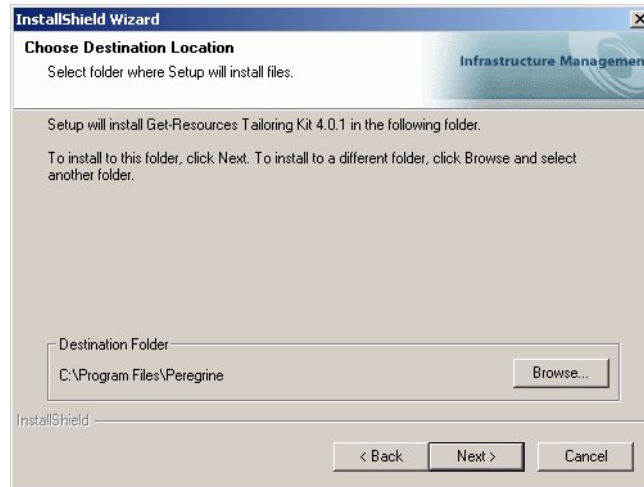 InstallShield Wizard
Choose Destination Location
Select folder where Setup will install files.
Infrastructure Managemen
Setup will install Get-Resources Tailoring Kit 4.0.1 in the following folder.
To install to this folder, click Next. To install to a different folder, click Browse and select
another folder.
Destination Folder
C:\Program Files\Peregrine
Browse...
InstallShield
< Back
Next >
Cancel